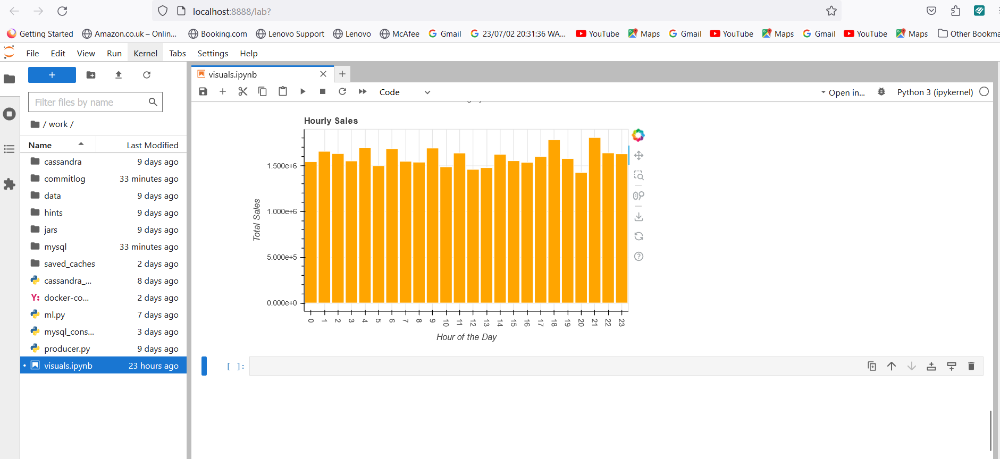 localhost:8888/lab?
Getting Started Amazon.co.uk – Onlin... Booking.com Lenovo Support Lenovo McAfee Gmail 23/07/02 20:31:36 WA... YouTube Maps Gmail YouTube Maps Gmail YouTube Maps Other Bookma
File Edit View Run Kernel Tabs Settings Help
+
visuals.ipynb
Code
Open in... Python 3 (ipykernel)
Filter files by name
/ work /
Name Last Modified
cassandra 9 days ago
commitlog 33 minutes ago
data 9 days ago
hints 9 days ago
jars 9 days ago
mysql 33 minutes ago
saved_caches 2 days ago
cassandra_... 8 days ago
Y: docker-co... 2 days ago
ml.py 7 days ago
mysql_cons... 3 days ago
producer.py 9 days ago
visuals.ipynb 23 hours ago
Hourly Sales
Total Sales
1.500e+6
1.000e+6
5.000e+5
0.000e+0
0 1 2 3 4 5 6 7 8 9 10 11 12 13 14 15 16 17 18 19 20 21 22 23
Hour of the Day
[ ]: